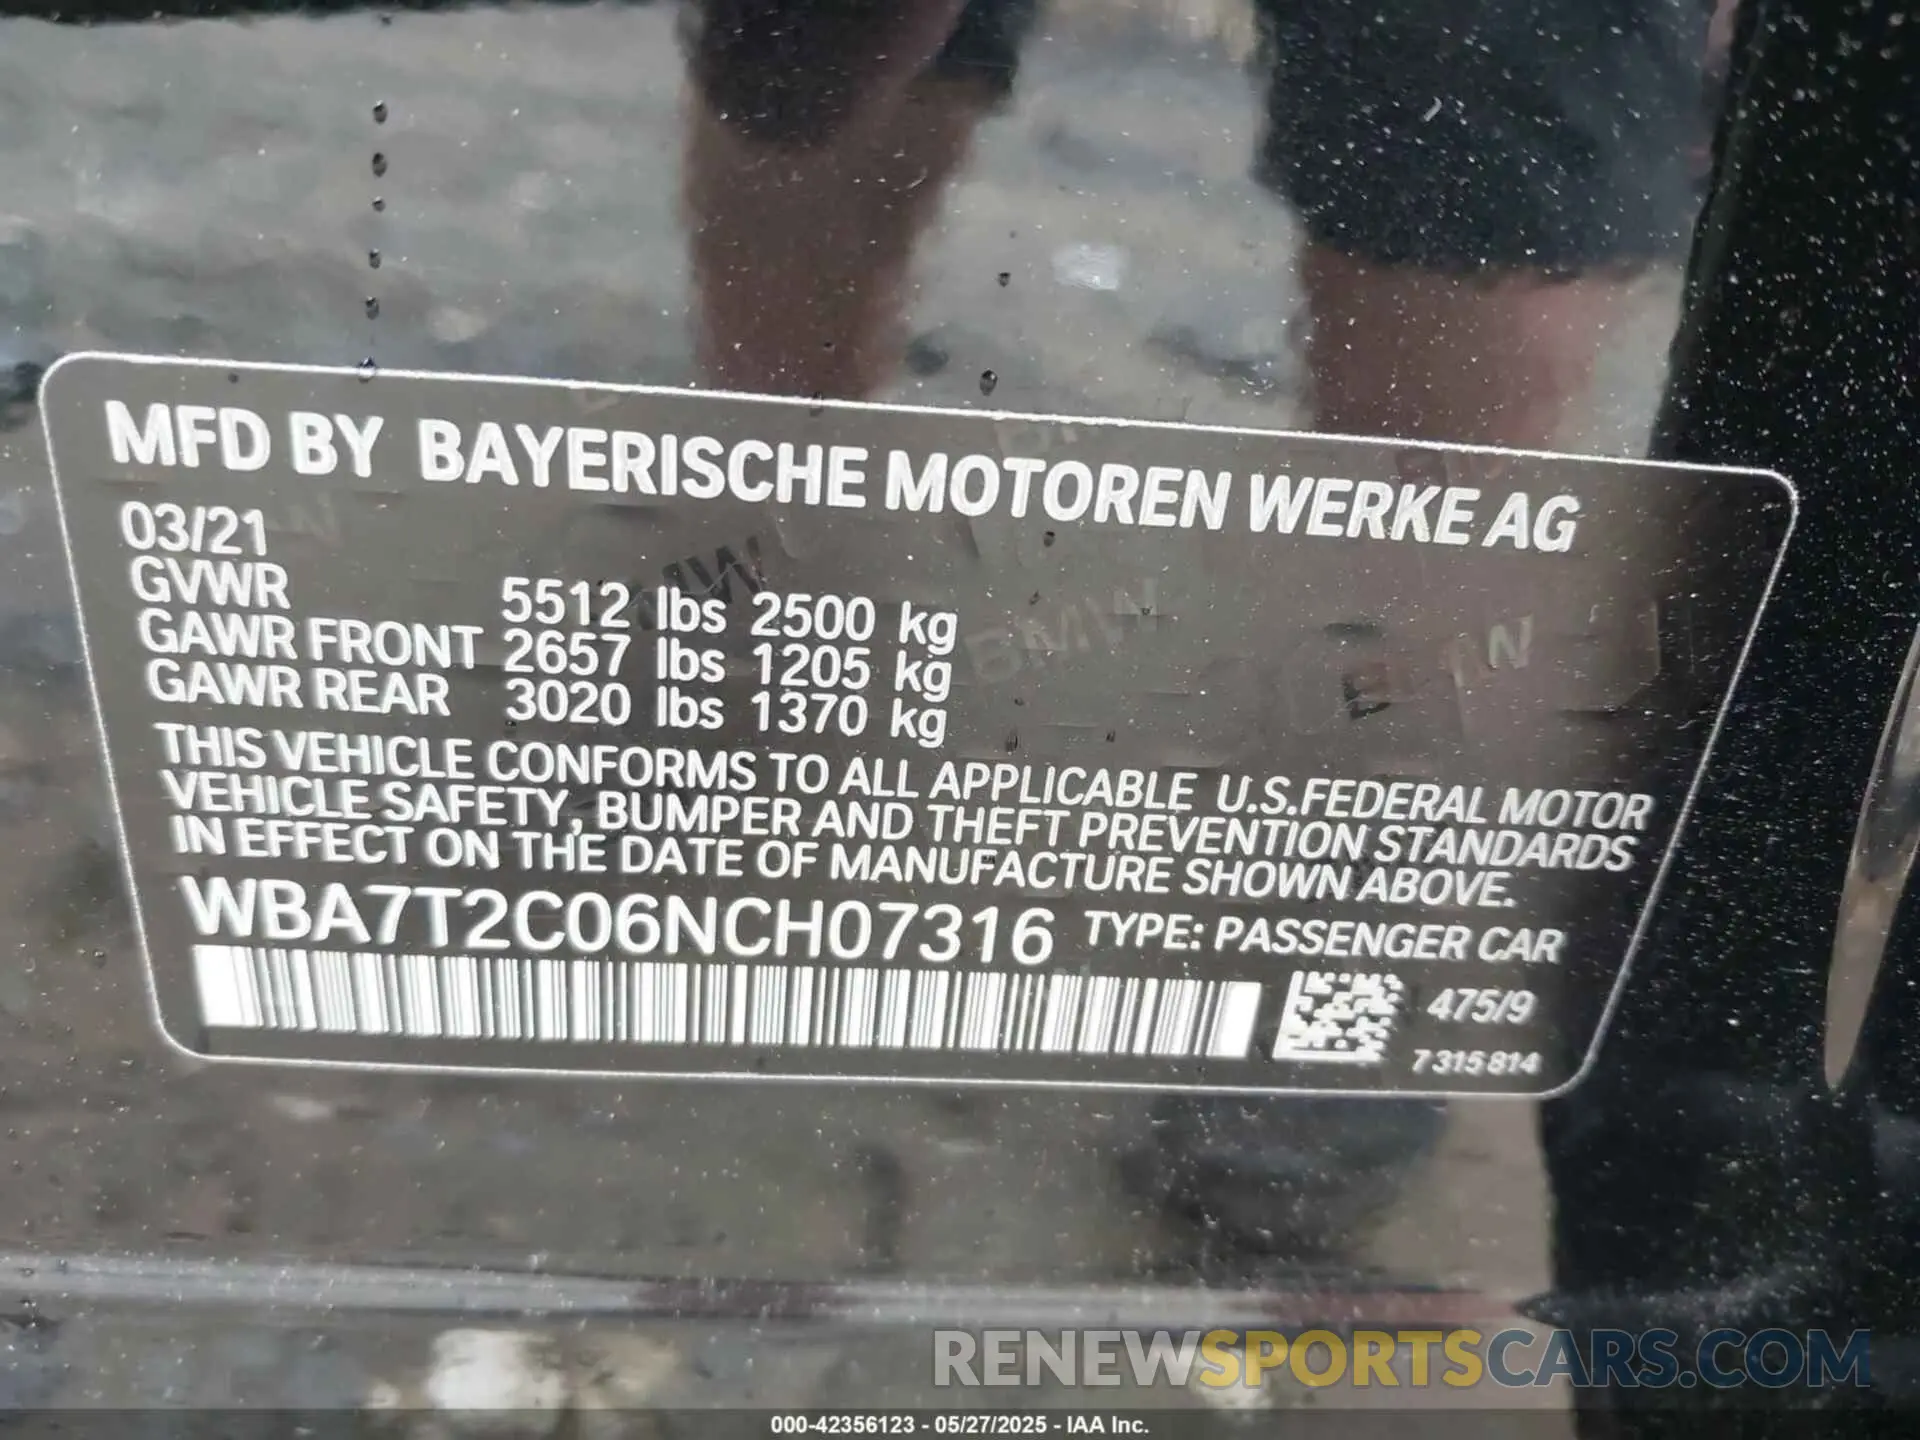 MFD BY BAYERISCHE MOTOREN WERKE AG
03/21
GVWR 5512 lbs 2500 kg
GAWR FRONT 2657 lbs 1205 kg
GAWR REAR 3020 lbs 1370 kg
THIS VEHICLE CONFORMS TO ALL APPLICABLE U.S.FEDERAL MOTOR
VEHICLE SAFETY, BUMPER AND THEFT PREVENTION STANDARDS
IN EFFECT ON THE DATE OF MANUFACTURE SHOWN ABOVE.
WBA7T2C06NCH07316 TYPE: PASSENGER CAR
475/9
7 315 814
RENEWSPORTSCARS.COM
000-42356123 - 05/27/2025 - IAA Inc.